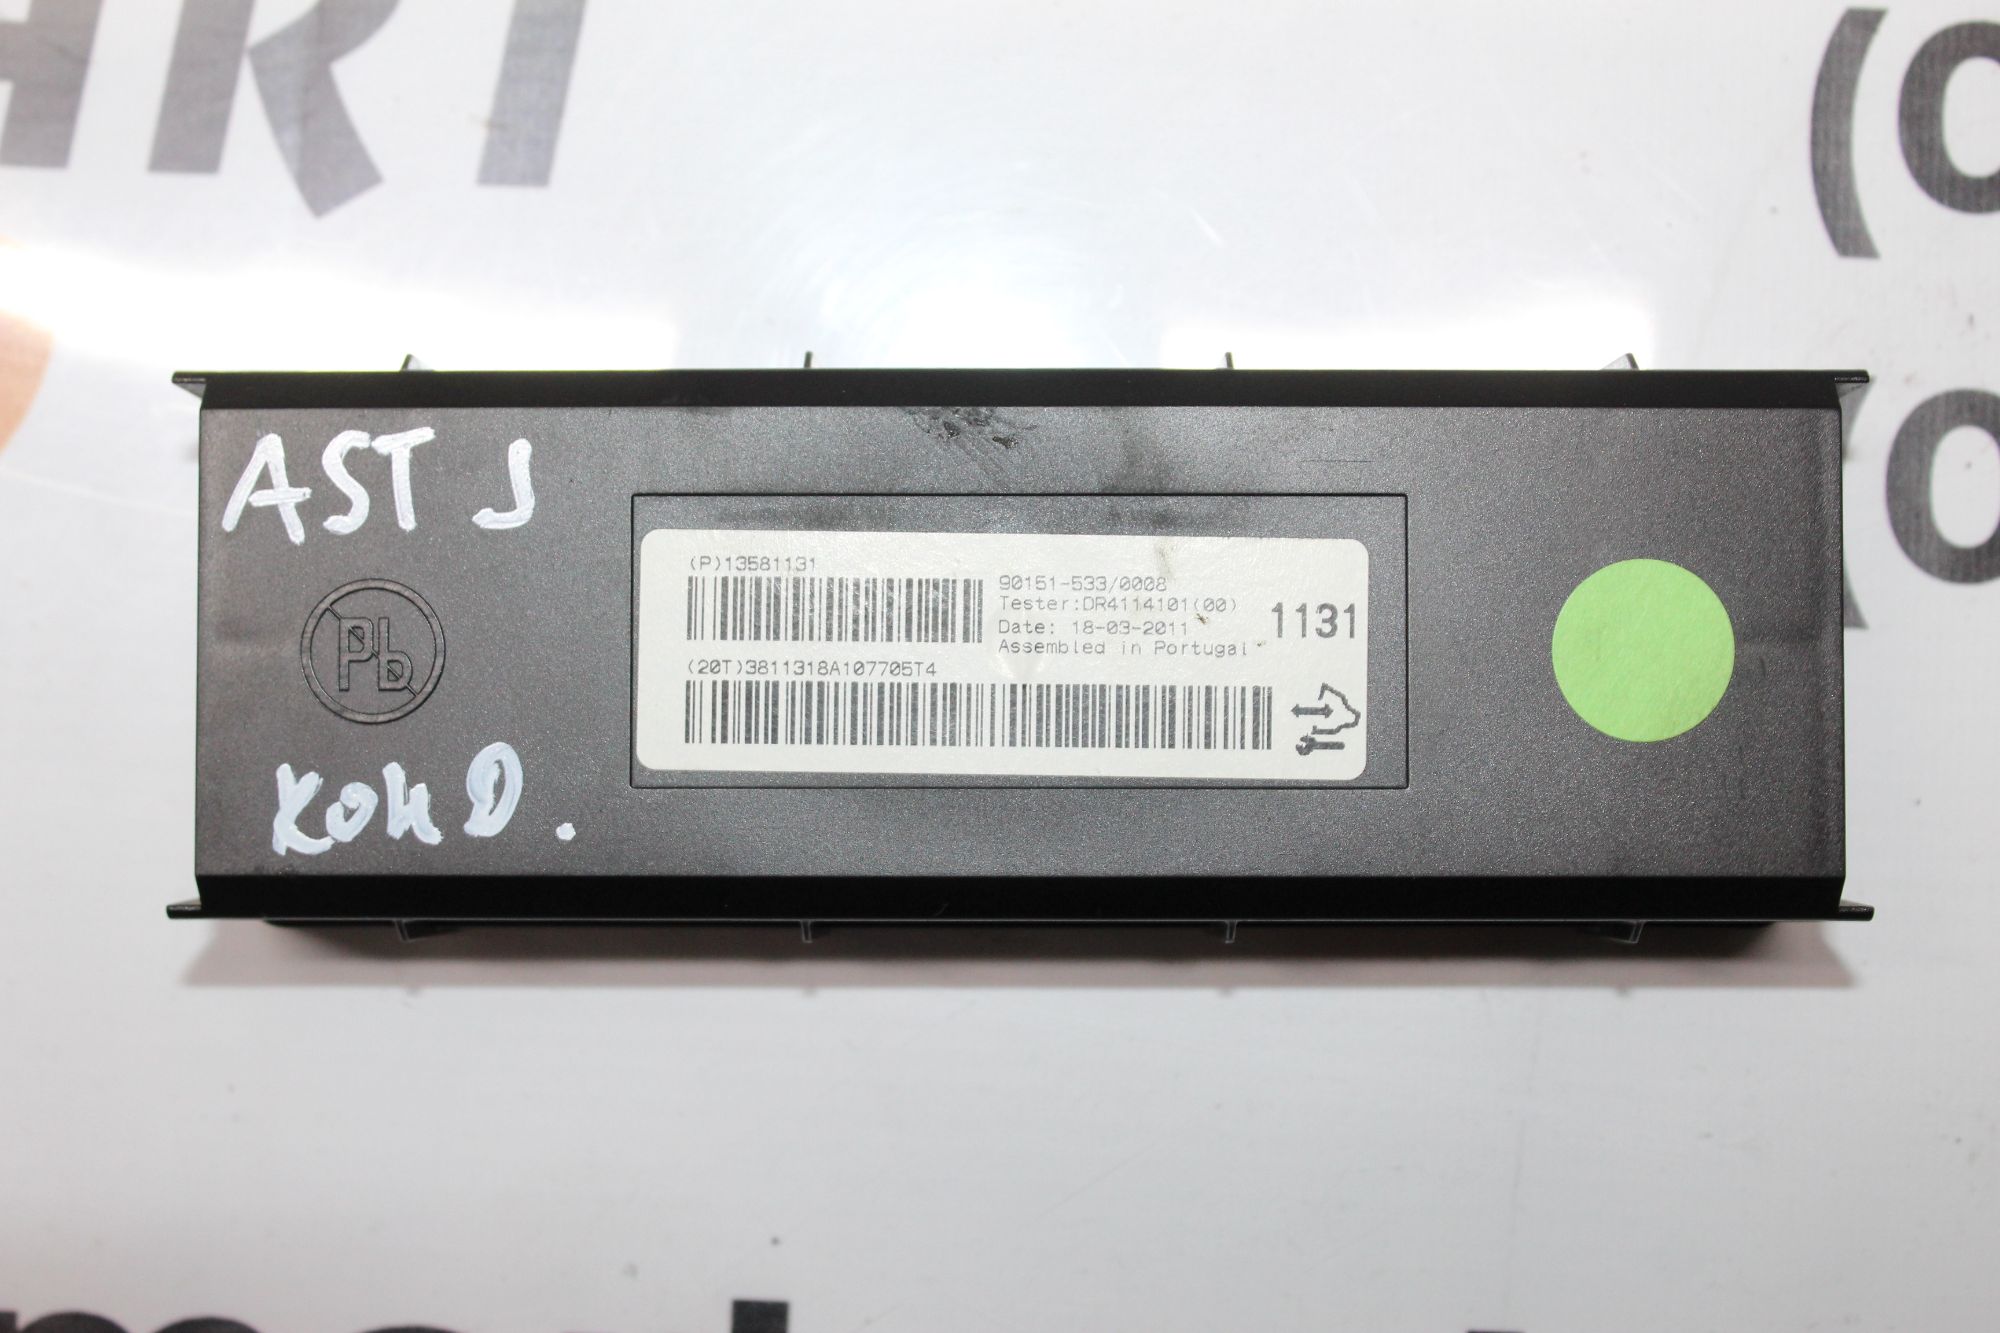 AST J
Pb
КОНД.
(P)13581131
90151-533/0008
Tester:DR4114101(00)
Date: 18-03-2011
Assembled in Portugal
1131
(20T)3811318A107705T4